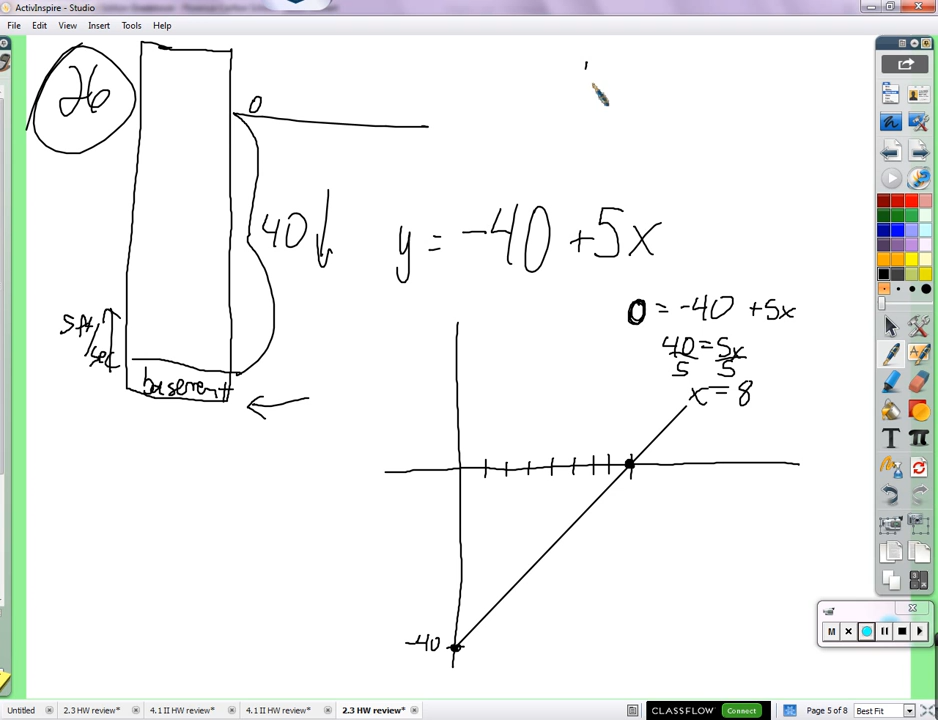 ActivInspire - Studio
File Edit View Insert Tools Help
26
0
40
y = -40 + 5x
5 ft/sec
basement
0 = -40 + 5x
40 = 5x
5 5
x = 8
-40
M
Untitled 2.3 HW review* 4.1 II HW review* 4.1 II HW review* 2.3 HW review*
CLASSFLOW Connect Page 5 of 8 Best Fit